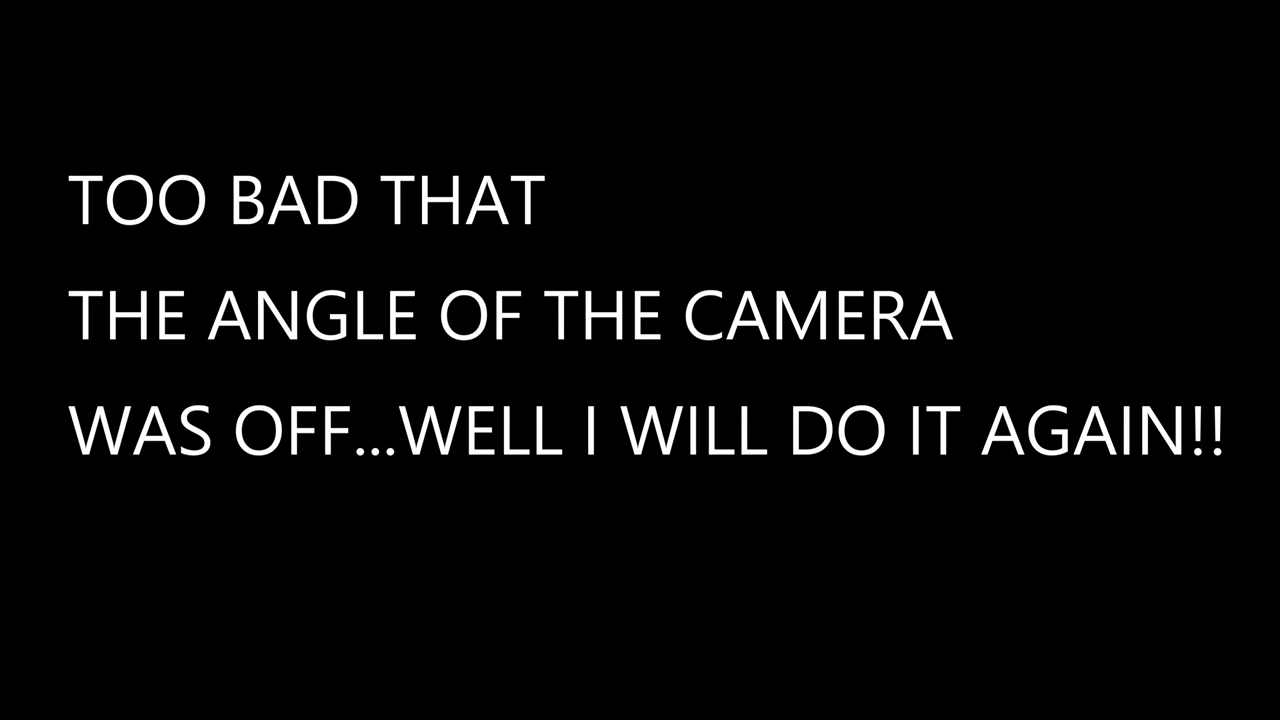 TOO BAD THAT
THE ANGLE OF THE CAMERA
WAS OFF...WELL I WILL DO IT AGAIN!!